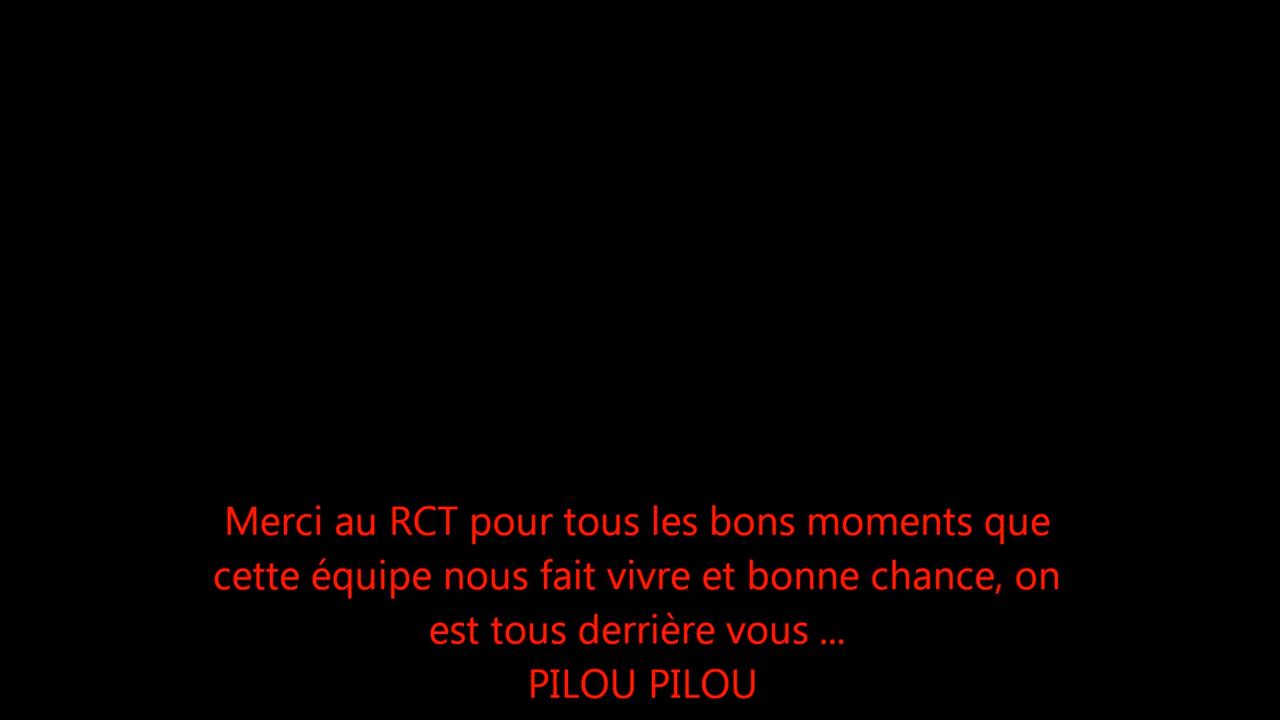 Merci au RCT pour tous les bons moments que
cette équipe nous fait vivre et bonne chance, on
est tous derrière vous ...
PILOU PILOU